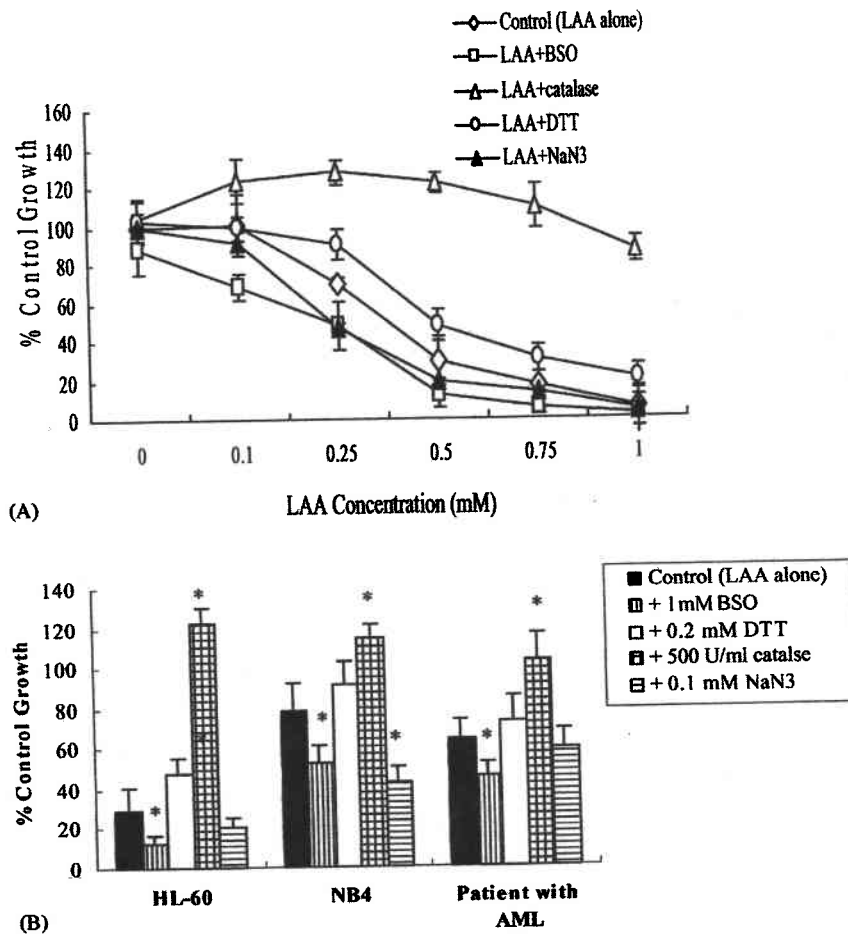 Control (LAA alone)
LAA+BSO
LAA+catalase
LAA+DTT
LAA+NaN3
160
140
120
100
80
60
40
20
0
% Control Growth
0 0.1 0.25 0.5 0.75 1
LAA Concentration (mM)
(A)
140
120
100
80
60
40
20
0
% Control Growth
* * * * * *
HL-60 NB4 Patient with
AML
Control (LAA alone)
+ 1mM BSO
+ 0.2 mM DTT
+ 500 U/ml catalse
+ 0.1 mM NaN3
(B)